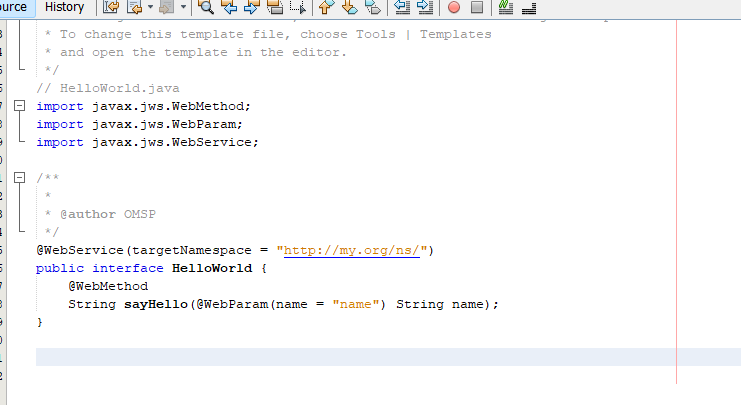 ource History
* To change this template file, choose Tools | Templates
* and open the template in the editor.
*/
// HelloWorld.java
import javax.jws.WebMethod;
import javax.jws.WebParam;
import javax.jws.WebService;
/**
*
* @author OMSP
*/
@WebService(targetNamespace = "http://my.org/ns/")
public interface HelloWorld {
@WebMethod
String sayHello(@WebParam(name = "name") String name);
}